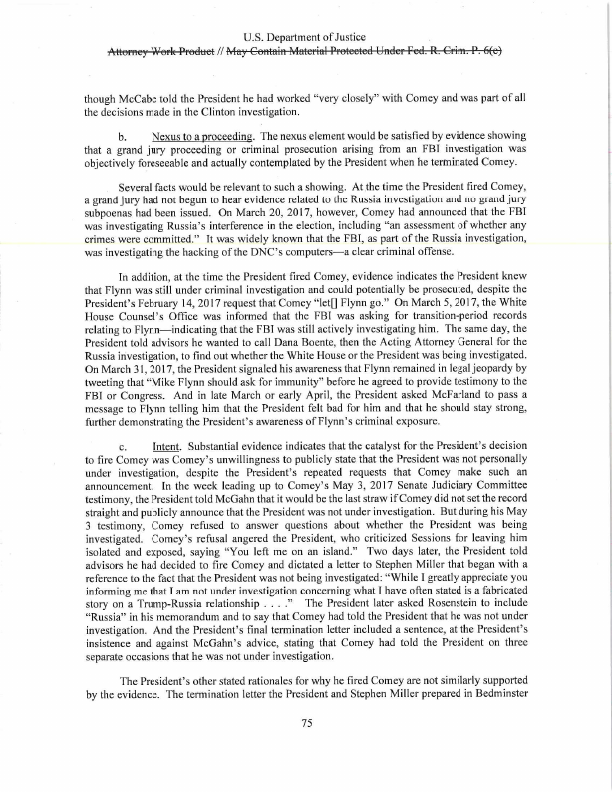 U.S. Department of Justice
Attorney Work Product // May Contain Material Protected Under Fed. R. Crim. P. 6(e)
though McCabe told the President he had worked "very closely" with Comey and was part of all
the decisions made in the Clinton investigation.
b. Nexus to a proceeding. The nexus element would be satisfied by evidence showing
that a grand jury proceeding or criminal prosecution arising from an FBI investigation was
objectively foreseeable and actually contemplated by the President when he terminated Comey.
Several facts would be relevant to such a showing. At the time the President fired Comey,
a grand jury had not begun to hear evidence related to the Russia investigation and no grand jury
subpoenas had been issued. On March 20, 2017, however, Comey had announced that the FBI
was investigating Russia's interference in the election, including "an assessment of whether any
crimes were committed." It was widely known that the FBI, as part of the Russia investigation,
was investigating the hacking of the DNC's computers—a clear criminal offense.
In addition, at the time the President fired Comey, evidence indicates the President knew
that Flynn was still under criminal investigation and could potentially be prosecuted, despite the
President's February 14, 2017 request that Comey "let[] Flynn go." On March 5, 2017, the White
House Counsel's Office was informed that the FBI was asking for transition-period records
relating to Flynn—indicating that the FBI was still actively investigating him. The same day, the
President told advisors he wanted to call Dana Boente, then the Acting Attorney General for the
Russia investigation, to find out whether the White House or the President was being investigated.
On March 31, 2017, the President signaled his awareness that Flynn remained in legal jeopardy by
tweeting that "Mike Flynn should ask for immunity" before he agreed to provide testimony to the
FBI or Congress. And in late March or early April, the President asked McFarland to pass a
message to Flynn telling him that the President felt bad for him and that he should stay strong,
further demonstrating the President's awareness of Flynn's criminal exposure.
c. Intent. Substantial evidence indicates that the catalyst for the President's decision
to fire Comey was Comey's unwillingness to publicly state that the President was not personally
under investigation, despite the President's repeated requests that Comey make such an
announcement. In the week leading up to Comey's May 3, 2017 Senate Judiciary Committee
testimony, the President told McGahn that it would be the last straw if Comey did not set the record
straight and publicly announce that the President was not under investigation. But during his May
3 testimony, Comey refused to answer questions about whether the President was being
investigated. Comey's refusal angered the President, who criticized Sessions for leaving him
isolated and exposed, saying "You left me on an island." Two days later, the President told
advisors he had decided to fire Comey and dictated a letter to Stephen Miller that began with a
reference to the fact that the President was not being investigated: "While I greatly appreciate you
informing me that I am not under investigation concerning what I have often stated is a fabricated
story on a Trump-Russia relationship . . . ." The President later asked Rosenstein to include
"Russia" in his memorandum and to say that Comey had told the President that he was not under
investigation. And the President's final termination letter included a sentence, at the President's
insistence and against McGahn's advice, stating that Comey had told the President on three
separate occasions that he was not under investigation.
The President's other stated rationales for why he fired Comey are not similarly supported
by the evidence. The termination letter the President and Stephen Miller prepared in Bedminster
75